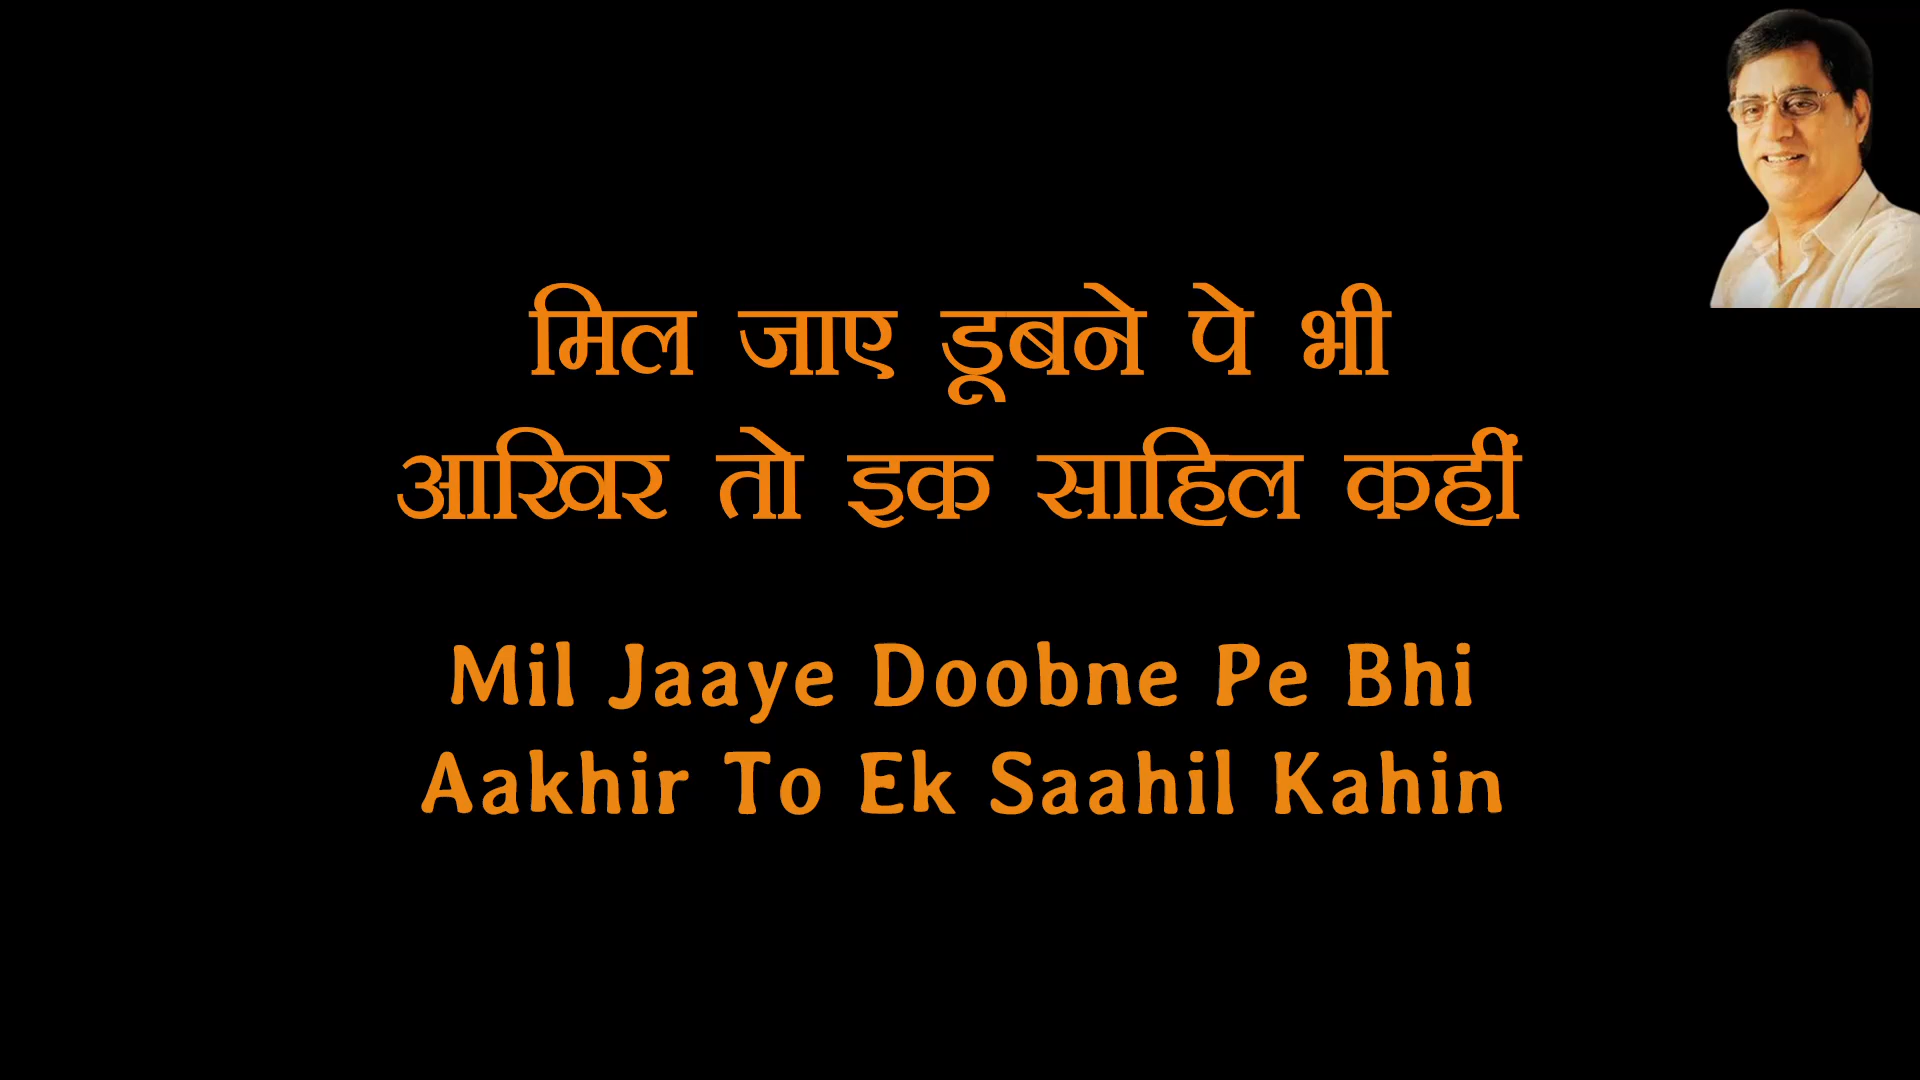 मिल जाए डूबने पे भी
आखिर तो इक साहिल कहीं
Mil Jaaye Doobne Pe Bhi
Aakhir To Ek Saahil Kahin